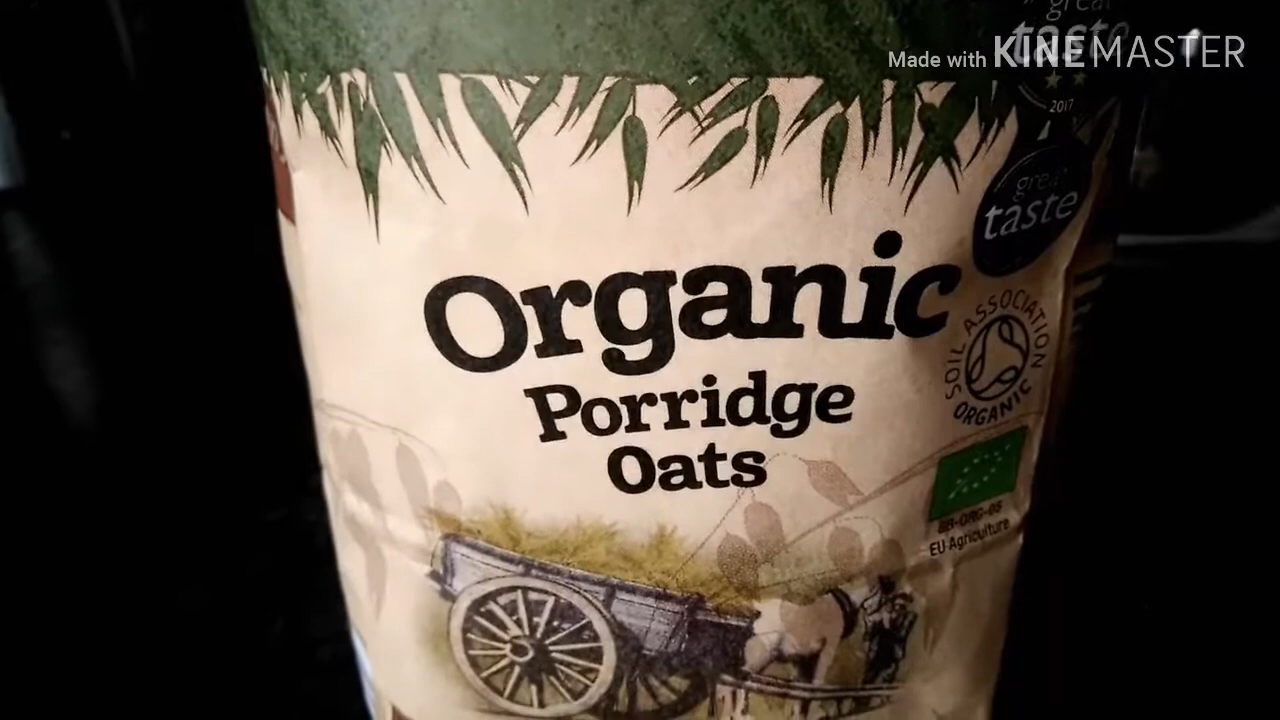 great
taste
Made with KINEMASTER
2017
great
taste
Organic
SOIL ASSOCIATION
ORGANIC
Porridge
Oats
EU Agriculture